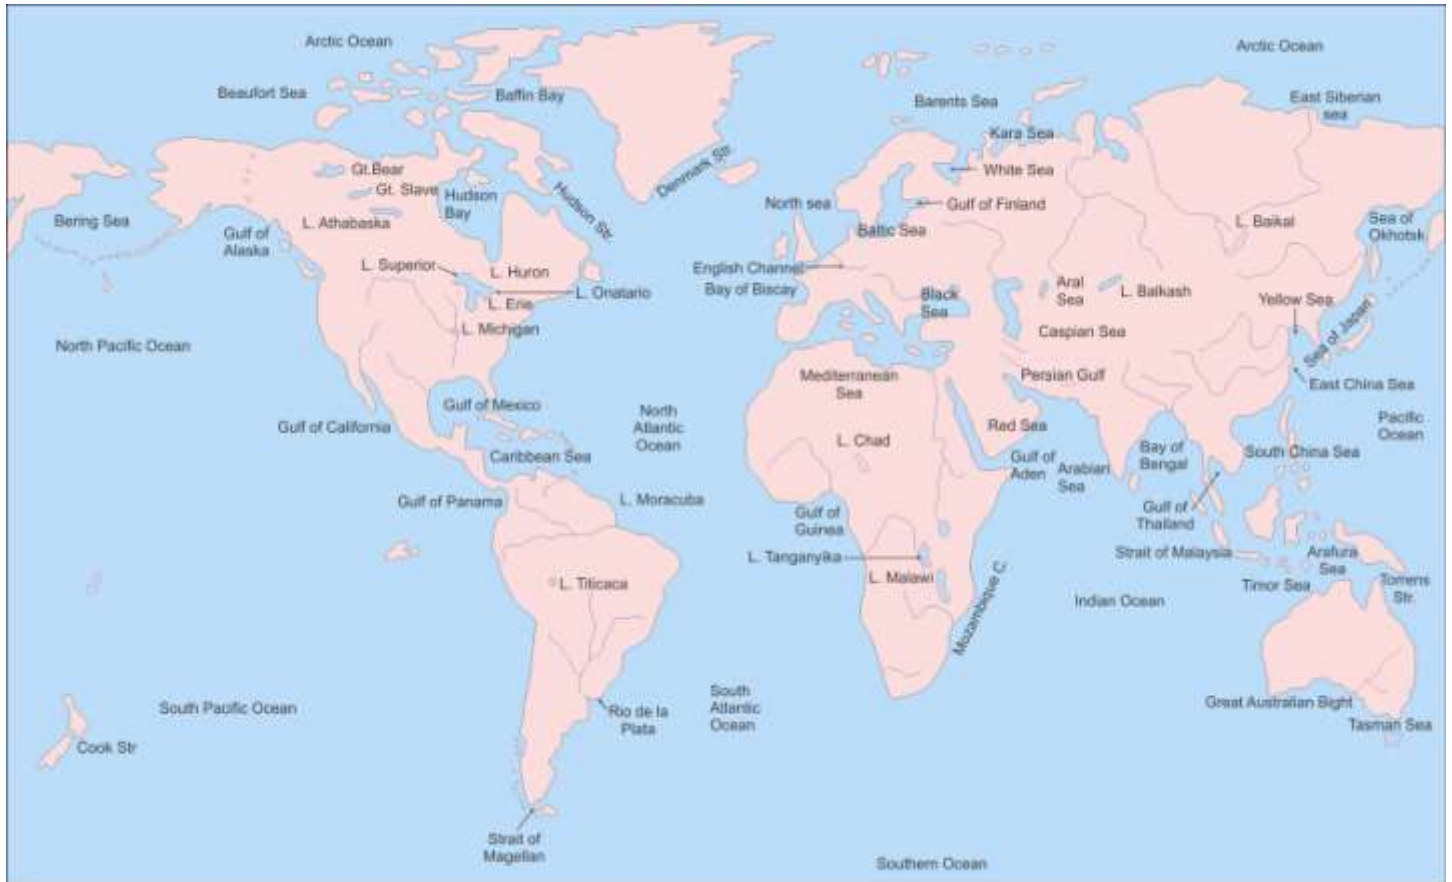 Arctic Ocean
Arctic Ocean
Beaufort Sea
Baffin Bay
Barents Sea
East Siberian
sea
Kara Sea
Denmark Str.
Gt.Bear
White Sea
Gt. Slave
Hudson
Bay
Hudson Str.
North sea
Gulf of Finland
Bering Sea
L. Athabaska
Gulf of
Alaska
Baltic Sea
L. Baikal
Sea of
Okhotsk
L. Superior
L. Huron
English Channel
L. Onatario
Bay of Biscay
L. Erie
Black
Sea
Aral
Sea
L. Balkash
Yellow Sea
L. Michigan
Caspian Sea
Sea of Japan
North Pacific Ocean
Mediterranean
Sea
Persian Gulf
East China Sea
Gulf of Mexico
Gulf of California
North
Atlantic
Ocean
Red Sea
Pacific
Ocean
L. Chad
Caribbean Sea
Gulf of
Aden
Arabian
Sea
Bay of
Bengal
South China Sea
Gulf of Panama
L. Moracuba
Gulf of
Guinea
Gulf of
Thailand
L. Tanganyika
Strait of Malaysia
Arafura
Sea
L. Titicaca
L. Malawi
Mozambique C.
Timor Sea
Torrens
Str.
Indian Ocean
South Pacific Ocean
Rio de la
Plata
South
Atlantic
Ocean
Great Australian Bight
Tasman Sea
Cook Str
Strait of
Magellan
Southern Ocean